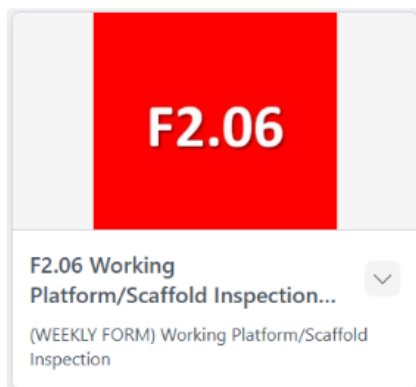 F2.06
F2.06 Working
Platform/Scaffold Inspection...
(WEEKLY FORM) Working Platform/Scaffold
Inspection